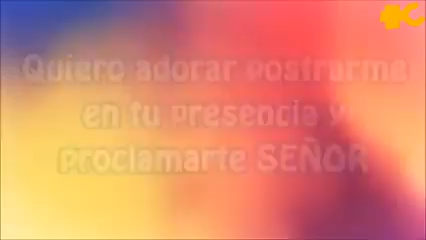 Quiero adorar postrarme
en tu presencia y
proclamarte SEÑOR